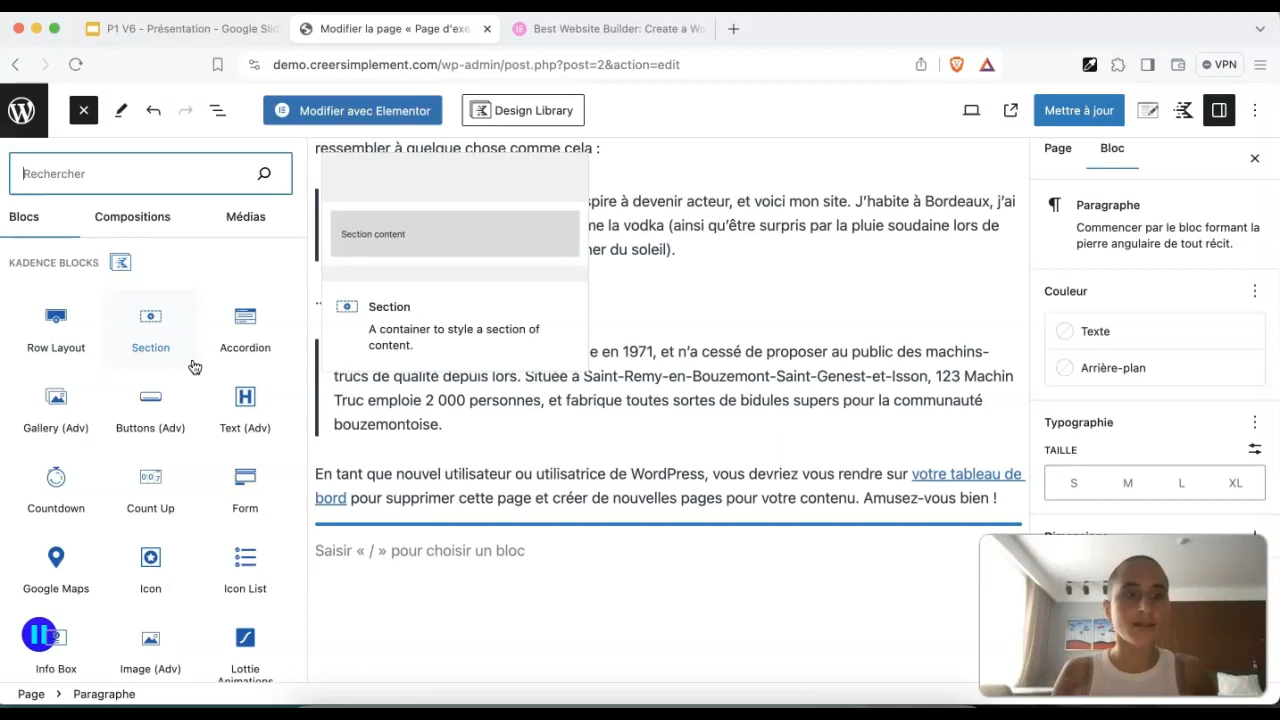 P1 V6 - Présentation - Google Slid
Modifier la page « Page d'exe
Best Website Builder: Create a Wo
demo.creersimplement.com/wp-admin/post.php?post=2&action=edit
VPN
Modifier avec Elementor
Design Library
Mettre à jour
Rechercher
Blocs
Compositions
Médias
KADENCE BLOCKS
Row Layout
Section
Accordion
Gallery (Adv)
Buttons (Adv)
Text (Adv)
Countdown
Count Up
Form
Google Maps
Icon
Icon List
Info Box
Image (Adv)
Lottie
Animations
Page
Paragraphe
ressembler à quelque chose comme cela :
spire à devenir acteur, et voici mon site. J'habite à Bordeaux, j'ai
me la vodka (ainsi qu'être surpris par la pluie soudaine lors de
her du soleil).
Section content
Section
A container to style a section of
content.
e en 1971, et n'a cessé de proposer au public des machins-
trucs de qualité depuis lors. Située à Saint-Remy-en-Bouzemont-Saint-Genest-et-Isson, 123 Machin
Truc emploie 2 000 personnes, et fabrique toutes sortes de bidules supers pour la communauté
bouzemontoise.
En tant que nouvel utilisateur ou utilisatrice de WordPress, vous devriez vous rendre sur votre tableau de
bord pour supprimer cette page et créer de nouvelles pages pour votre contenu. Amusez-vous bien !
Saisir « / » pour choisir un bloc
Page
Bloc
Paragraphe
Commencer par le bloc formant la
pierre angulaire de tout récit.
Couleur
Texte
Arrière-plan
Typographie
TAILLE
S
M
L
XL